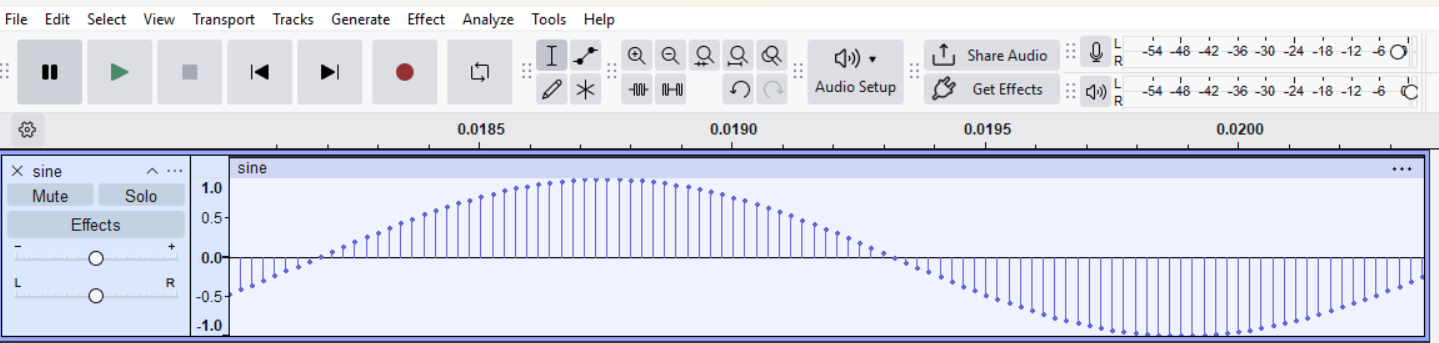 File Edit Select View Transport Tracks Generate Effect Analyze Tools Help
L R -54 -48 -42 -36 -30 -24 -18 -12 -6
Share Audio
Audio Setup
Get Effects
L R -54 -48 -42 -36 -30 -24 -18 -12 -6
0.0185 0.0190 0.0195 0.0200
sine
sine
Mute Solo
Effects
- +
L R
1.0
0.5
0.0
-0.5
-1.0